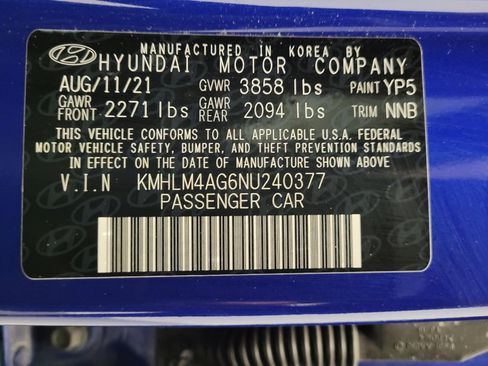 MANUFACTURED IN KOREA BY
HYUNDAI MOTOR COMPANY
AUG/11/21 GVWR 3858 lbs PAINT YP5
GAWR FRONT 2271 lbs GAWR REAR 2094 lbs TRIM NNB
THIS VEHICLE CONFORMS TO ALL APPLICABLE U.S.A. FEDERAL
MOTOR VEHICLE SAFETY, BUMPER, AND THEFT PREVENTION STANDARDS
IN EFFECT ON THE DATE OF MANUFACTURE SHOWN ABOVE.
V.I.N KMHLM4AG6NU240377
PASSENGER CAR